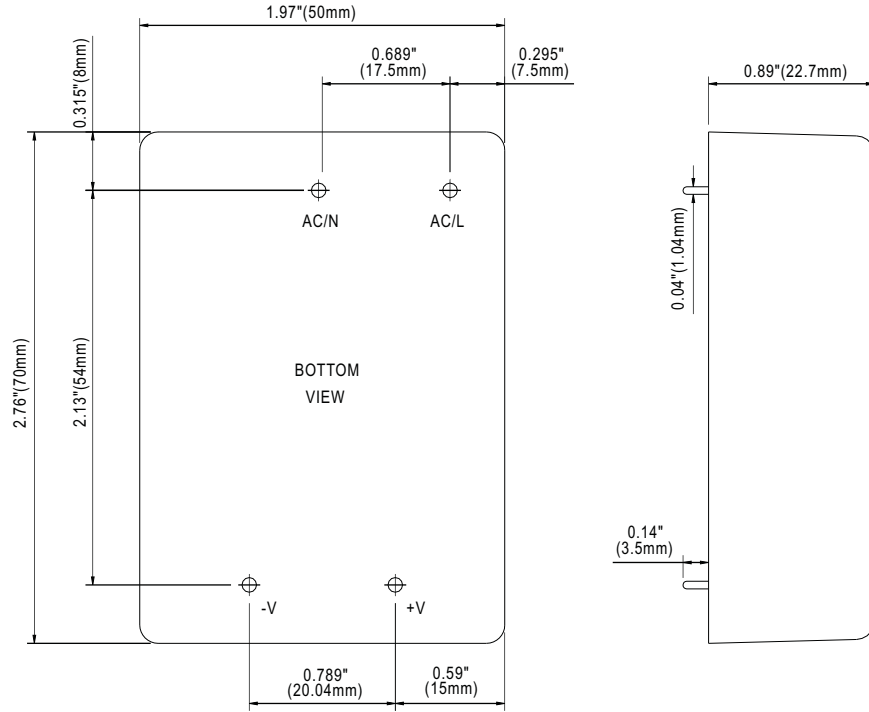 1.97"(50mm)
0.689"
(17.5mm)
0.295"
(7.5mm)
0.89"(22.7mm)
0.315"(8mm)
AC/N
AC/L
0.04"(1.04mm)
2.76"(70mm)
2.13"(54mm)
BOTTOM
VIEW
0.14"
(3.5mm)
-V
+V
0.789"
(20.04mm)
0.59"
(15mm)